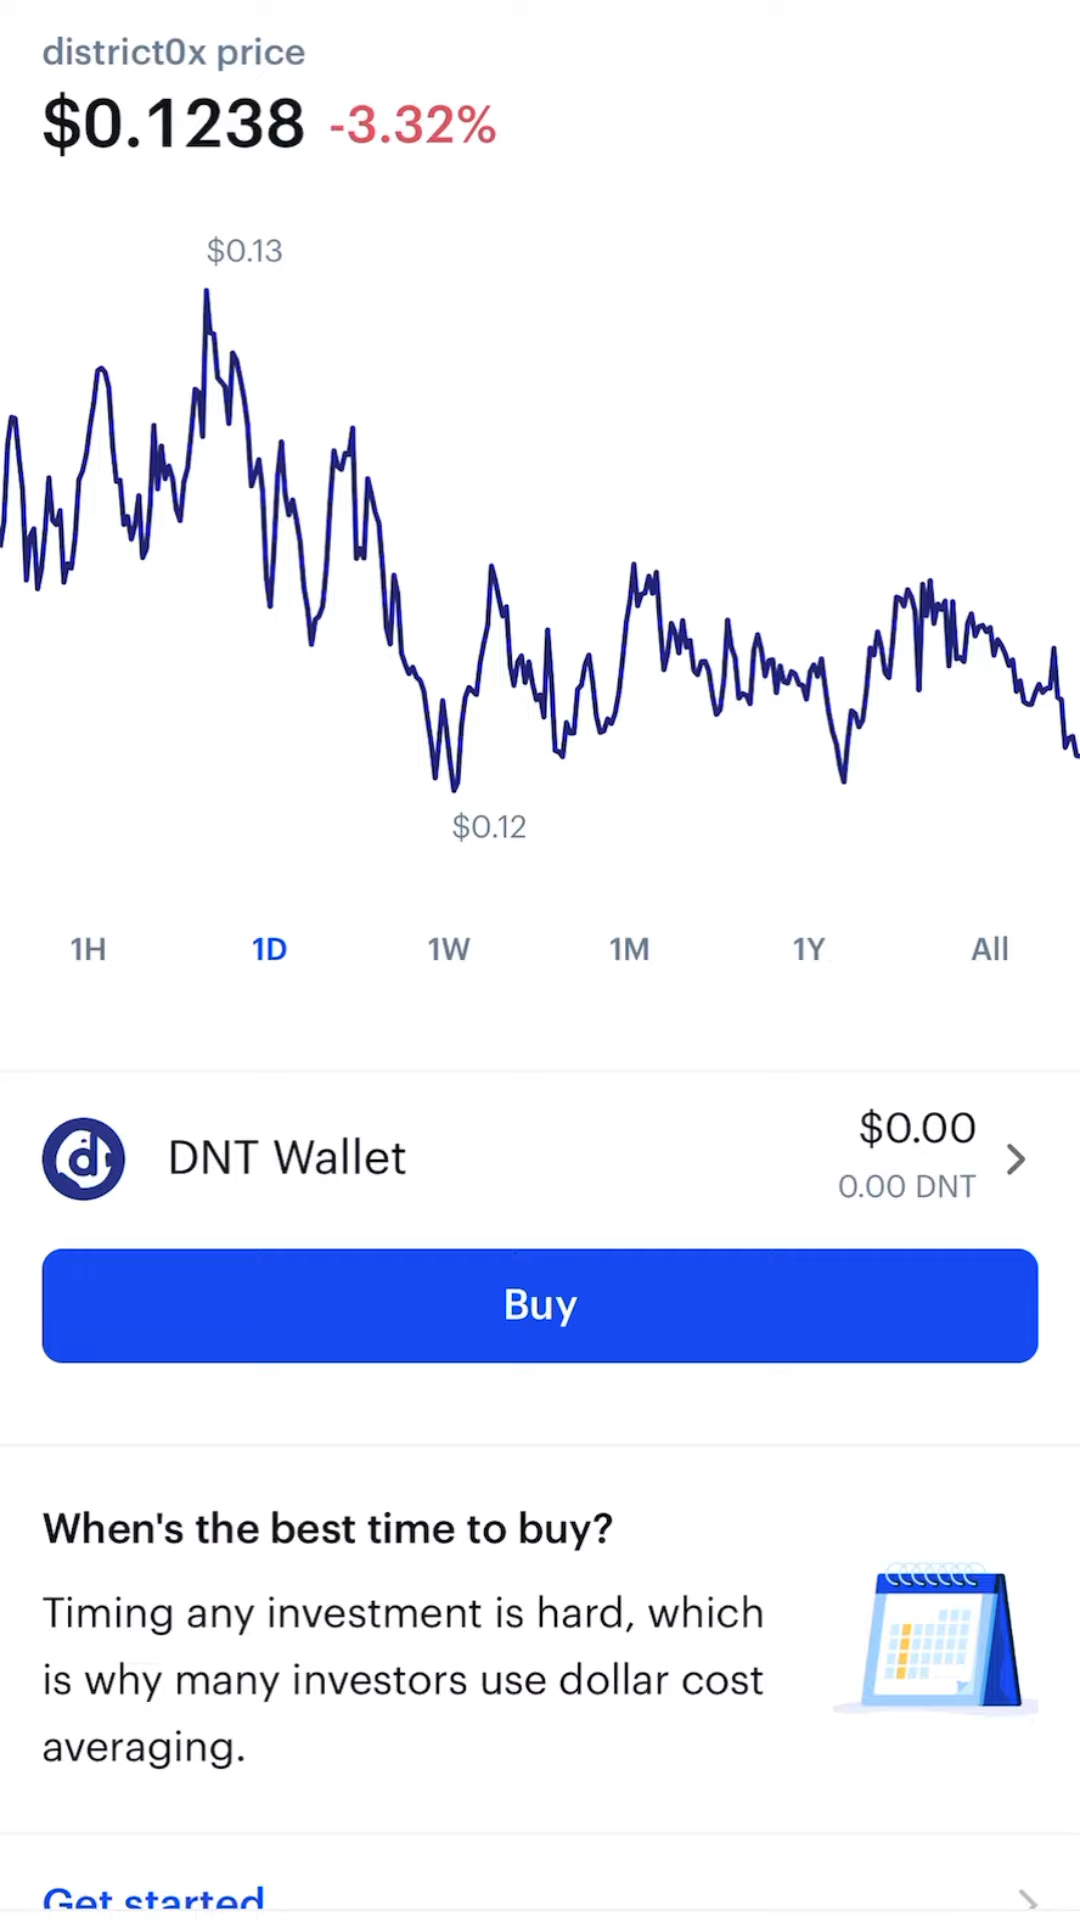 district0x price
$0.1238 -3.32%
$0.13
$0.12
1H 1D 1W 1M 1Y All
DNT Wallet
$0.00
0.00 DNT
Buy
When's the best time to buy?
Timing any investment is hard, which
is why many investors use dollar cost
averaging.
Get started